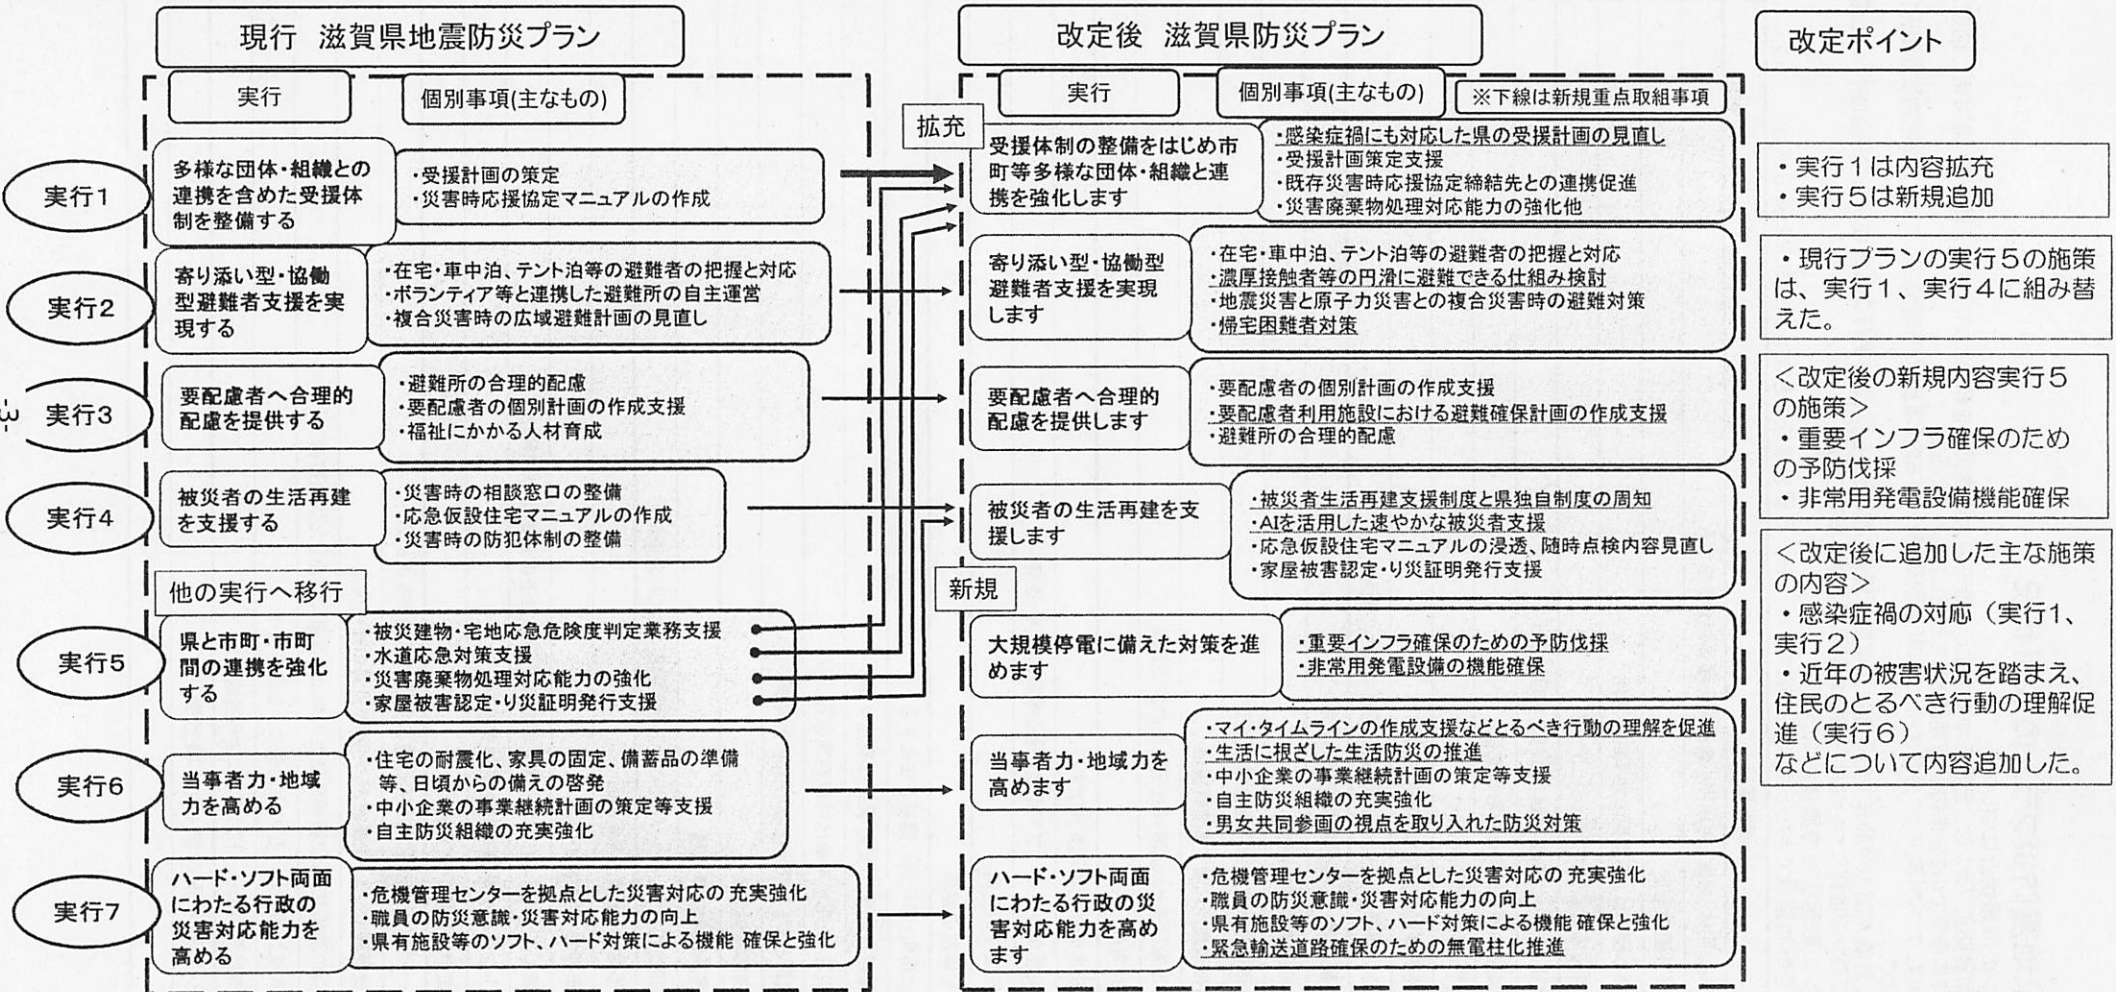 現行 滋賀県地震防災プラン
実行
個別事項(主なもの)
実行1
多様な団体・組織との
連携を含めた受援体
制を整備する
・受援計画の策定
・災害時応援協定マニュアルの作成
実行2
寄り添い型・協働
型避難者支援を実
現する
・在宅・車中泊、テント泊等の避難者の把握と対応
・ボランティア等と連携した避難所の自主運営
・複合災害時の広域避難計画の見直し
実行3
要配慮者へ合理的
配慮を提供する
・避難所の合理的配慮
・要配慮者の個別計画の作成支援
・福祉にかかる人材育成
実行4
被災者の生活再建
を支援する
・災害時の相談窓口の整備
・応急仮設住宅マニュアルの作成
・災害時の防犯体制の整備
他の実行へ移行
実行5
県と市町・市町
間の連携を強化
する
・被災建物・宅地応急危険度判定業務支援
・水道応急対策支援
・災害廃棄物処理対応能力の強化
・家屋被害認定・り災証明発行支援
実行6
当事者力・地域
力を高める
・住宅の耐震化、家具の固定、備蓄品の準備
等、日頃からの備えの啓発
・中小企業の事業継続計画の策定等支援
・自主防災組織の充実強化
実行7
ハード・ソフト両面
にわたる行政の
災害対応能力を
高める
・危機管理センターを拠点とした災害対応の 充実強化
・職員の防災意識・災害対応能力の向上
・県有施設等のソフト、ハード対策による機能 確保と強化
改定後 滋賀県防災プラン
実行
個別事項(主なもの)
※下線は新規重点取組事項
拡充
受援体制の整備をはじめ市
町等多様な団体・組織と連
携を強化します
・感染症禍にも対応した県の受援計画の見直し
・受援計画策定支援
・既存災害時応援協定締結先との連携促進
・災害廃棄物処理対応能力の強化他
寄り添い型・協働型
避難者支援を実現
します
・在宅・車中泊、テント泊等の避難者の把握と対応
・濃厚接触者等の円滑に避難できる仕組み検討
・地震災害と原子力災害との複合災害時の避難対策
・帰宅困難者対策
要配慮者へ合理的
配慮を提供します
・要配慮者の個別計画の作成支援
・要配慮者利用施設における避難確保計画の作成支援
・避難所の合理的配慮
被災者の生活再建を支
援します
・被災者生活再建支援制度と県独自制度の周知
・AIを活用した速やかな被災者支援
・応急仮設住宅マニュアルの浸透、随時点検内容見直し
・家屋被害認定・り災証明発行支援
新規
大規模停電に備えた対策を進
めます
・重要インフラ確保のための予防伐採
・非常用発電設備の機能確保
当事者力・地域力を
高めます
・マイ・タイムラインの作成支援などとるべき行動の理解を促進
・生活に根ざした生活防災の推進
・中小企業の事業継続計画の策定等支援
・自主防災組織の充実強化
・男女共同参画の視点を取り入れた防災対策
ハード・ソフト両面
にわたる行政の災
害対応能力を高め
ます
・危機管理センターを拠点とした災害対応の 充実強化
・職員の防災意識・災害対応能力の向上
・県有施設等のソフト、ハード対策による機能 確保と強化
・緊急輸送道路確保のための無電柱化推進
改定ポイント
・実行1は内容拡充
・実行5は新規追加
・現行プランの実行5の施策
は、実行1、実行4に組み替
えた。
<改定後の新規内容実行5
の施策>
・重要インフラ確保のため
の予防伐採
・非常用発電設備機能確保
<改定後に追加した主な施策
の内容>
・感染症禍の対応（実行1、
実行2）
・近年の被害状況を踏まえ、
住民のとるべき行動の理解促
進（実行6）
などについて内容追加した。
-3-